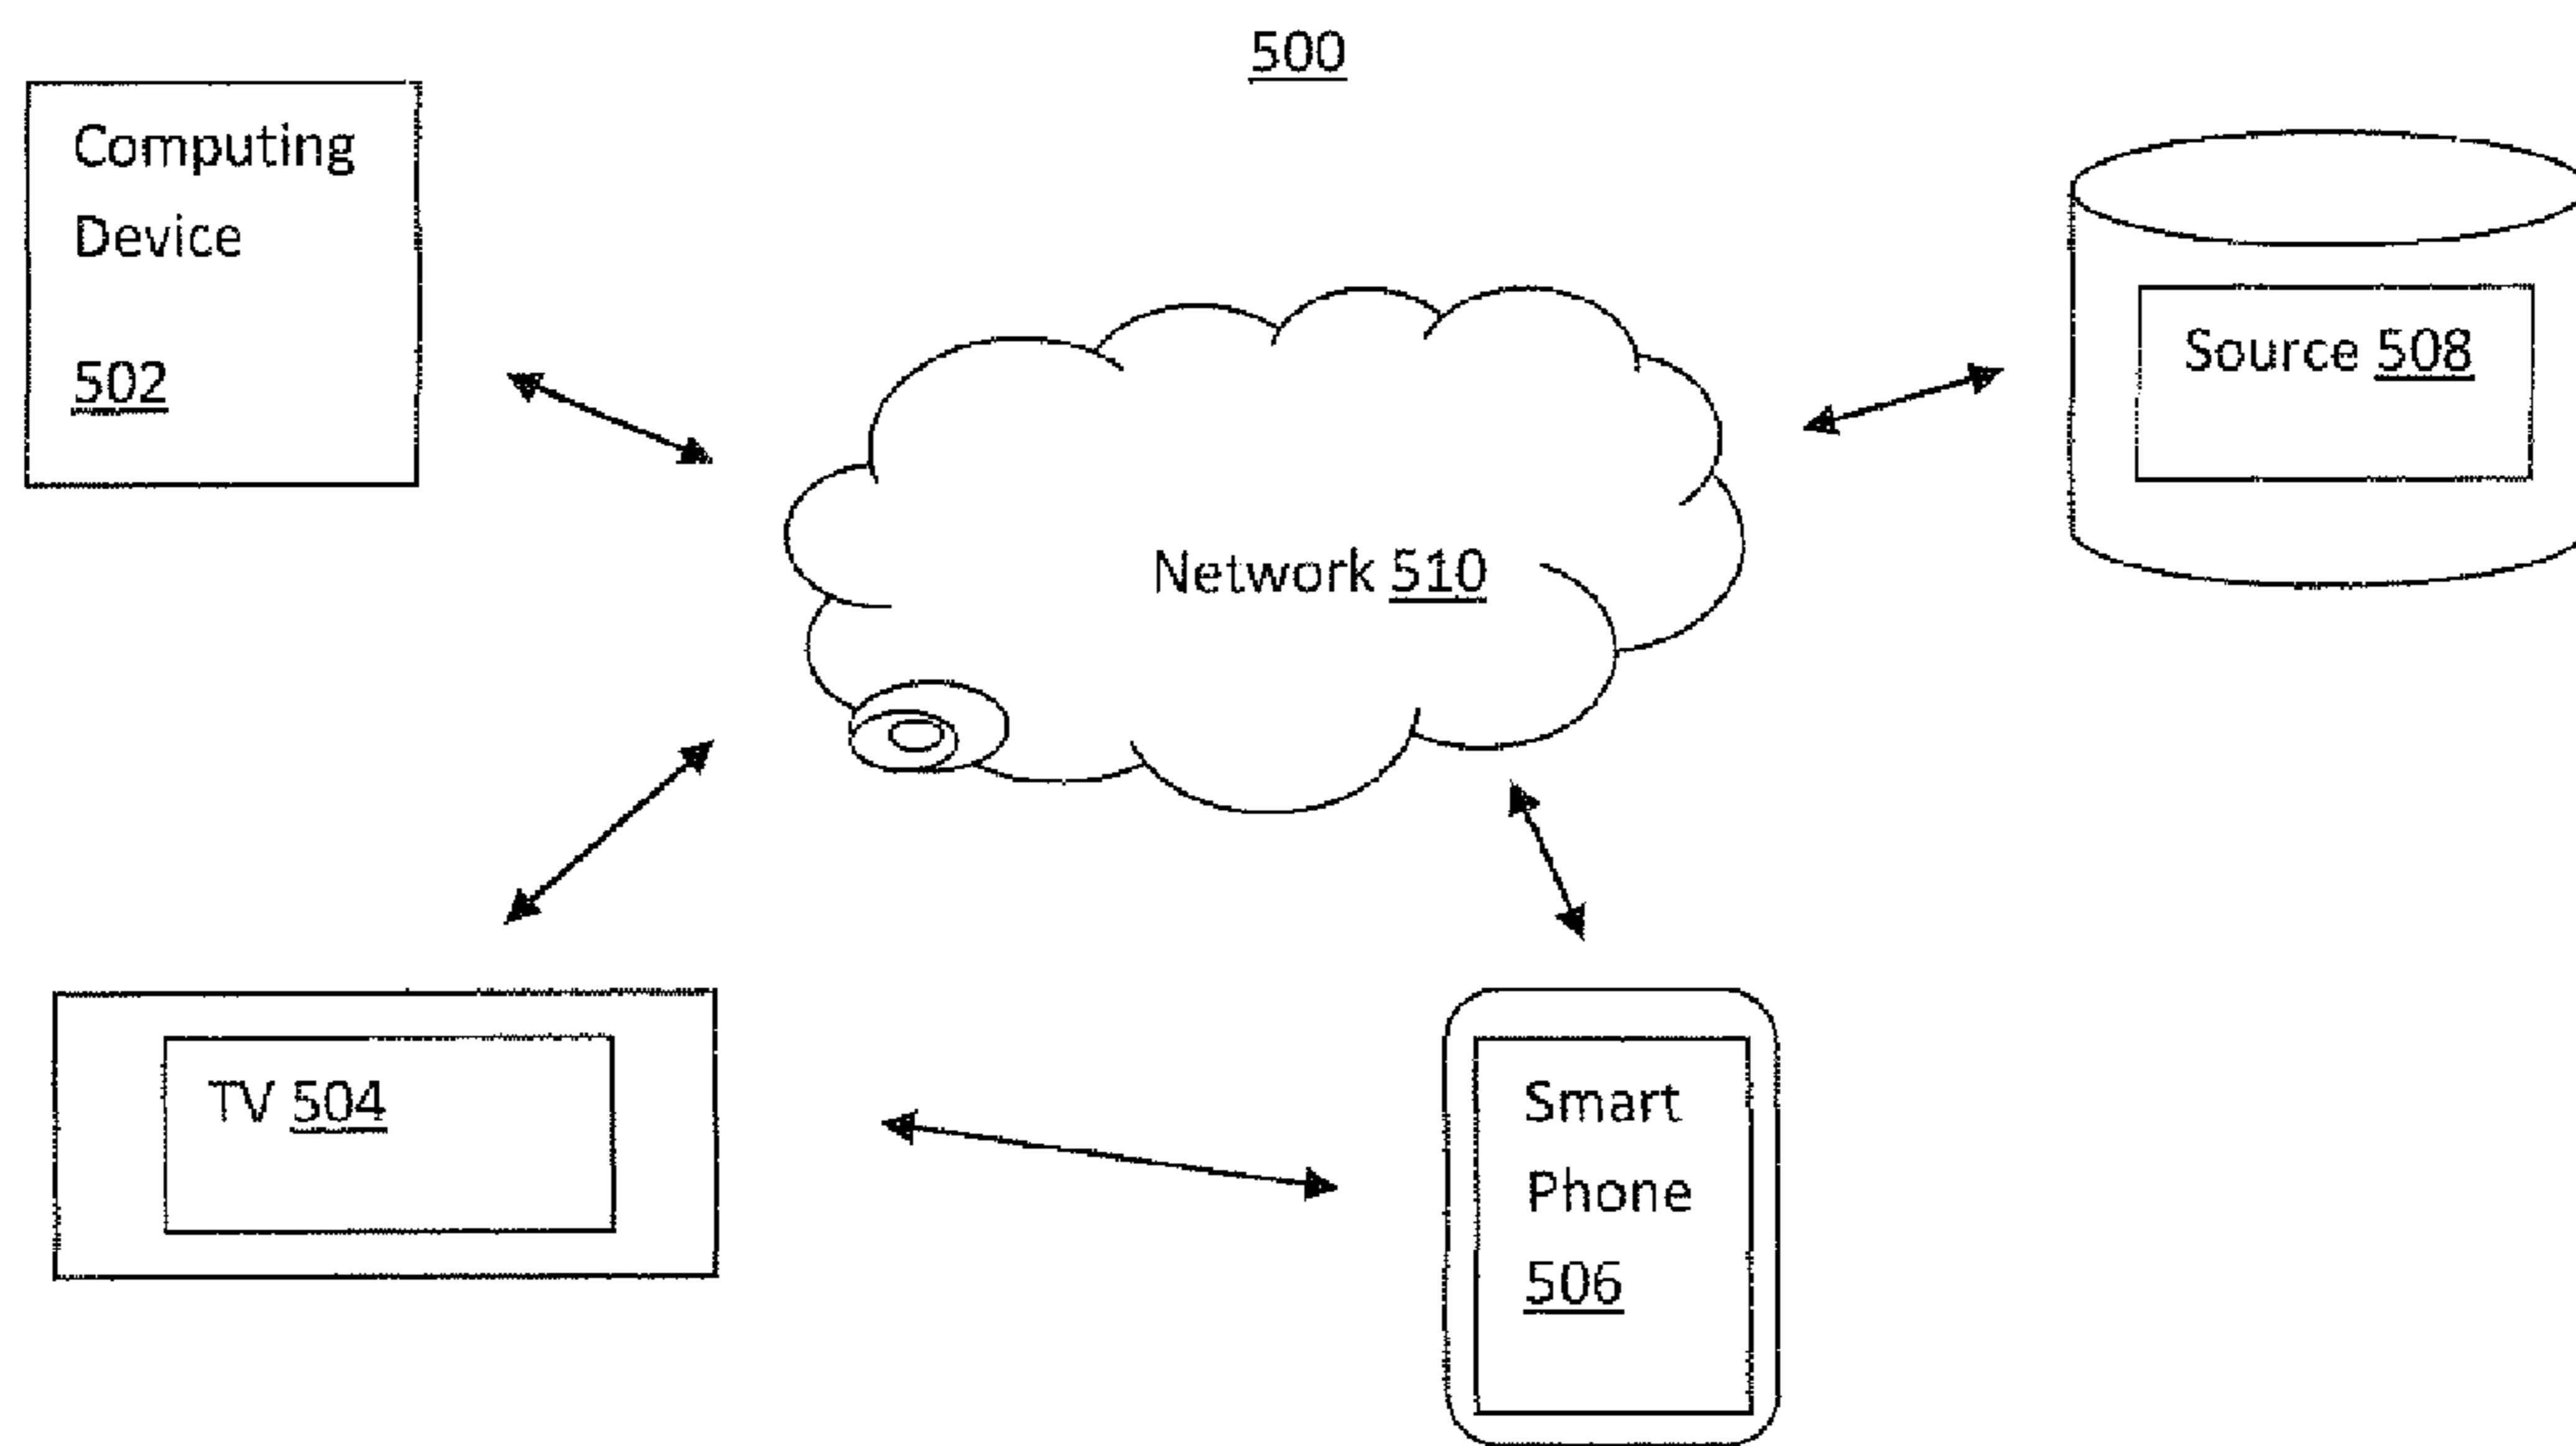 500
Computing
Device
502
Source 508
Network 510
TV 504
Smart
Phone
506